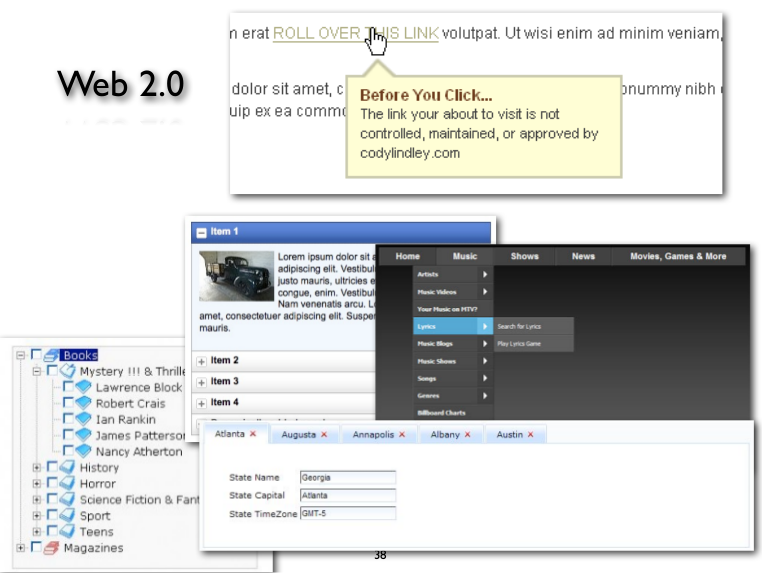 n erat ROLL OVER THIS LINK volutpat. Ut wisi enim ad minim veniam,
Web 2.0
dolor sit amet, c
onummy nibh
uip ex ea commo
Before You Click...
The link your about to visit is not
controlled, maintained, or approved by
codylindley.com
Item 1
Lorem ipsum dolor sit a
adipiscing elit. Vestibul
justo mauris, ultricies e
congue, enim. Vestibul
Nam venenatis arcu. L
amet, consectetuer adipiscing elit. Suspe
mauris.
Item 2
Item 3
Item 4
Home Music Shows News Movies, Games & More
Artists
Music Videos
Your Music on MTV?
Lyrics
Search for Lyrics
Music Blogs
Play Lyrics Game
Music Shows
Songs
Genres
Billboard Charts
Books
Mystery !!! & Thrille
Lawrence Block
Robert Crais
Ian Rankin
James Patterson
Nancy Atherton
History
Horror
Science Fiction & Fant
Sport
Teens
Magazines
Atlanta Augusta Annapolis Albany Austin
State Name Georgia
State Capital Atlanta
State TimeZone GMT-5
38